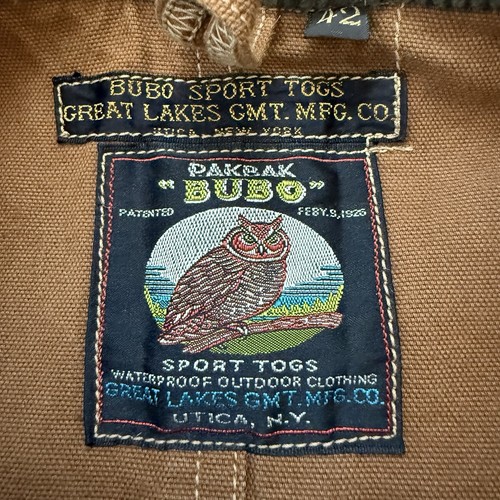 42
BUBO SPORT TOGS
GREAT LAKES GMT. MFG. CO.
UTICA, NEW YORK
PAKBAK
"BUBO"
PATENTED FEBY. 9, 1926
SPORT TOGS
WATERPROOF OUTDOOR CLOTHING
GREAT LAKES GMT. MFG. CO.
UTICA, N.Y.